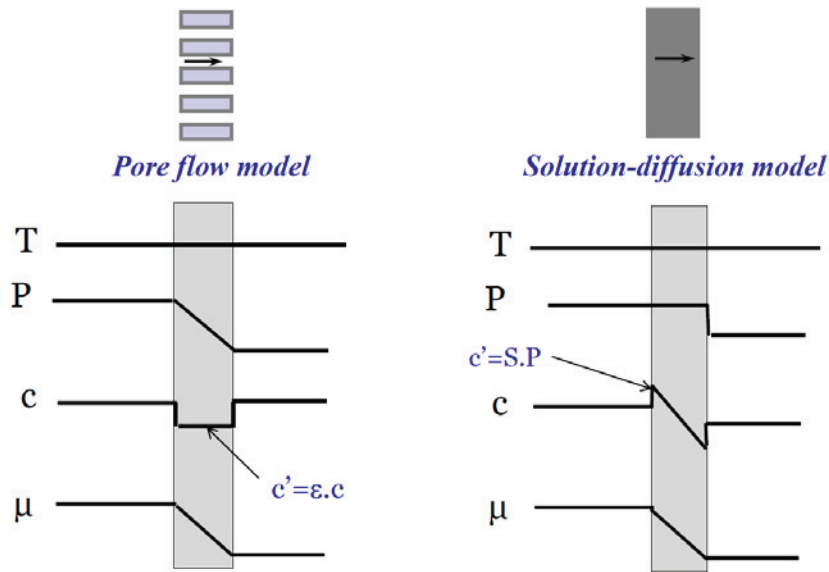 Pore flow model
T
P
c
c'=ε.c
μ
Solution-diffusion model
T
P
c'=S.P
c
μ